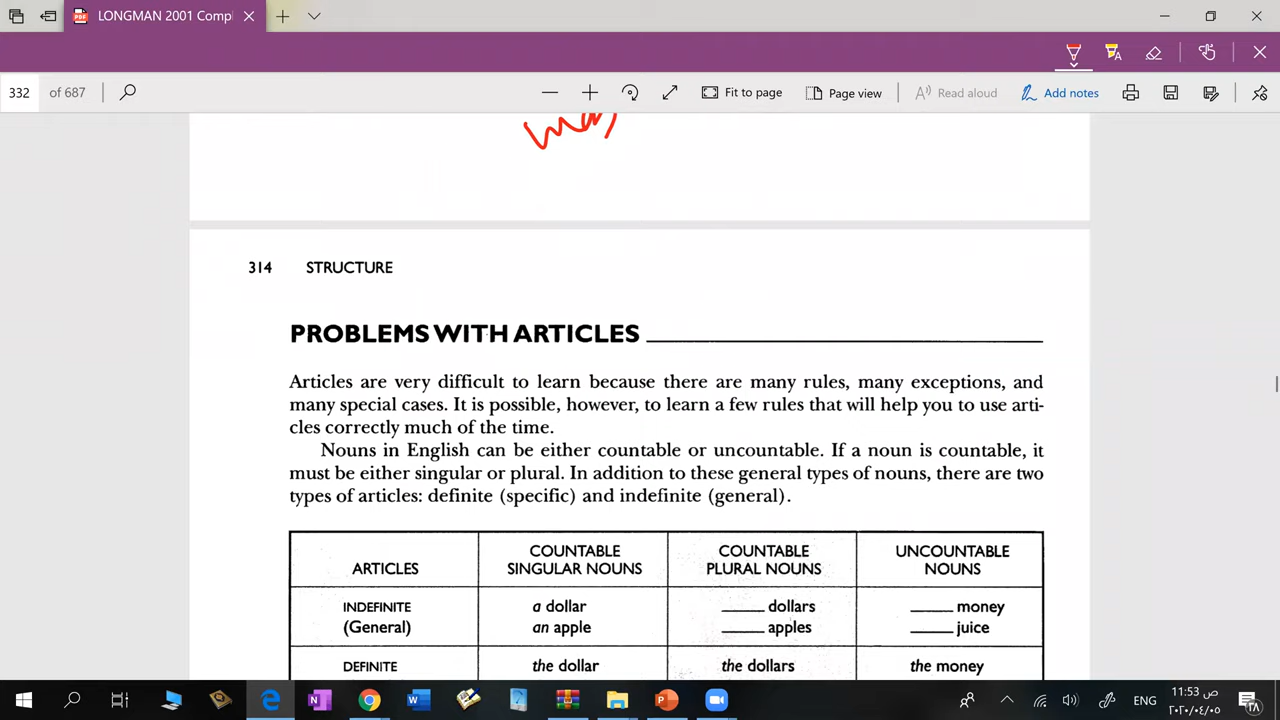 LONGMAN 2001 Compl
332 of 687
Fit to page
Page view
Read aloud
Add notes
314 STRUCTURE
PROBLEMS WITH ARTICLES
Articles are very difficult to learn because there are many rules, many exceptions, and
many special cases. It is possible, however, to learn a few rules that will help you to use arti-
cles correctly much of the time.
Nouns in English can be either countable or uncountable. If a noun is countable, it
must be either singular or plural. In addition to these general types of nouns, there are two
types of articles: definite (specific) and indefinite (general).
ARTICLES
COUNTABLE
SINGULAR NOUNS
COUNTABLE
PLURAL NOUNS
UNCOUNTABLE
NOUNS
INDEFINITE
(General)
a dollar
an apple
_____ dollars
_____ apples
_____ money
_____ juice
DEFINITE
the dollar
the dollars
the money
ENG
11:53 ص
٢٠٢٠/٠٤/٠٥